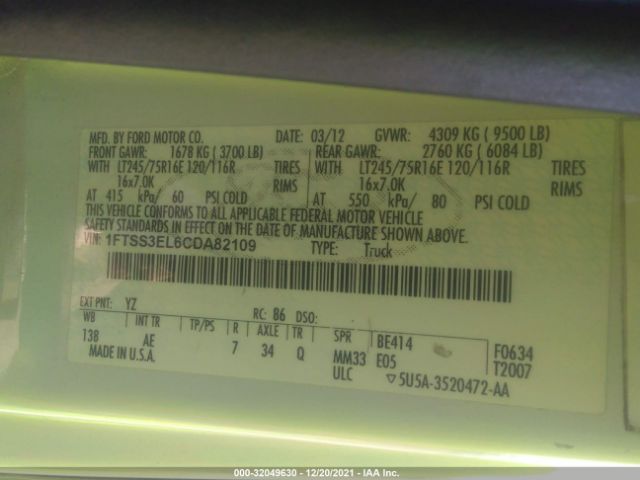 MFD. BY FORD MOTOR CO. DATE: 03/12 GVWR: 4309 KG ( 9500 LB)
FRONT GAWR: 1678 KG ( 3700 LB) REAR GAWR: 2760 KG ( 6084 LB)
WITH LT245/75R16E 120/116R TIRES WITH LT245/75R16E 120/116R TIRES
16x7.0K RIMS 16x7.0K RIMS
AT 415 kPa/ 60 PSI COLD AT 550 kPa/ 80 PSI COLD
THIS VEHICLE CONFORMS TO ALL APPLICABLE FEDERAL MOTOR VEHICLE
SAFETY STANDARDS IN EFFECT ON THE DATE OF MANUFACTURE SHOWN ABOVE.
VIN: 1FTSS3EL6CDA82109 TYPE: Truck
EXT PNT: YZ RC: 86 DSO:
WB INT TR TP/PS R AXLE TR SPR BE414 F0634
138 AE 7 34 Q MM33 E05 T2007
MADE IN U.S.A. ULC ▽5U5A-3520472-AA
000-32049630 - 12/20/2021 - IAA Inc.